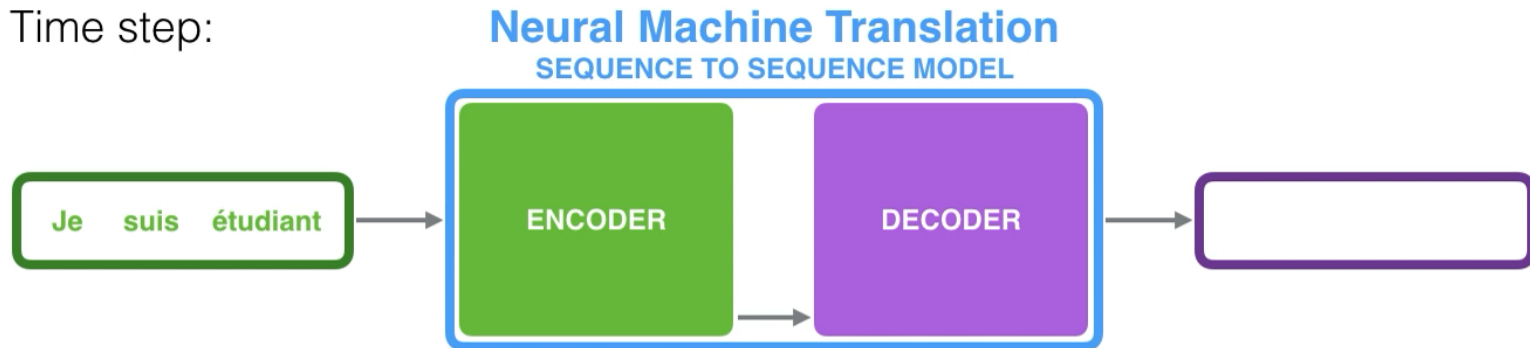 Time step:
Neural Machine Translation
SEQUENCE TO SEQUENCE MODEL
Je suis étudiant
ENCODER
DECODER